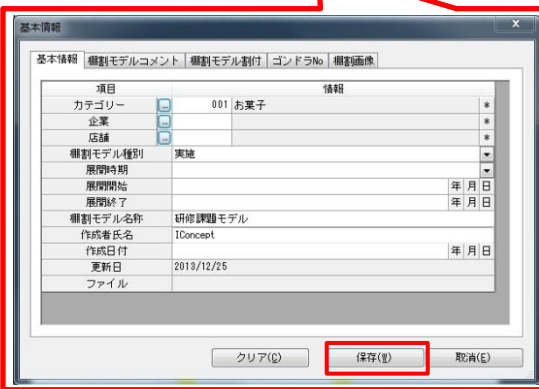 基本情報
基本情報 棚割モデルコメント 棚割モデル割付 ゴンドラNo 棚割画像
項目 情報
カテゴリー ... 001 お菓子 *
企業 ... *
店舗 ... *
棚割モデル種別 実施
展開時期
展開開始 年 月 日
展開終了 年 月 日
棚割モデル名称 研修課題モデル
作成者氏名 IConcept
作成日付 年 月 日
更新日 2013/12/25
ファイル
クリア(C) 保存(W) 取消(E)